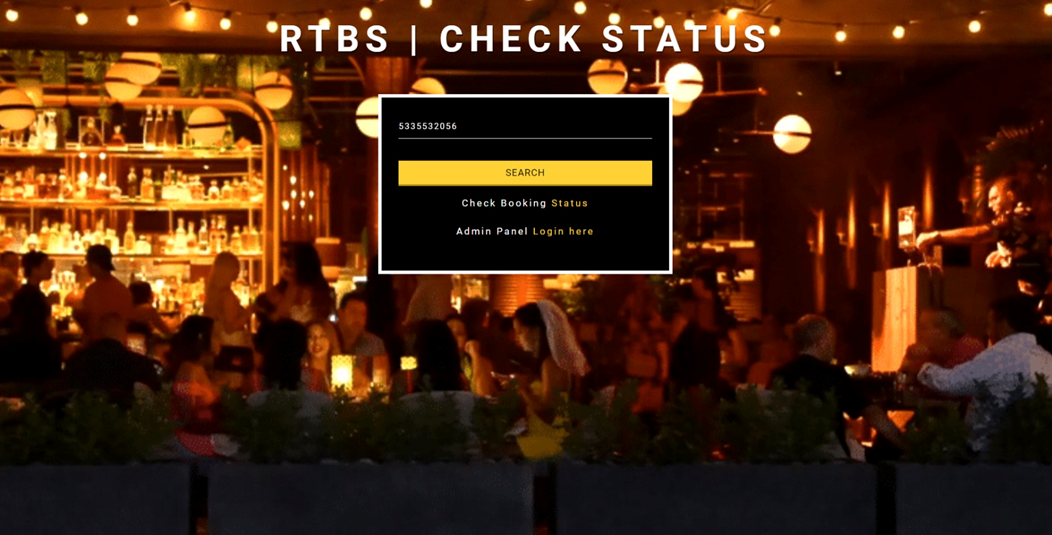 RTBS | CHECK STATUS
5335532056
SEARCH
Check Booking Status
Admin Panel Login here